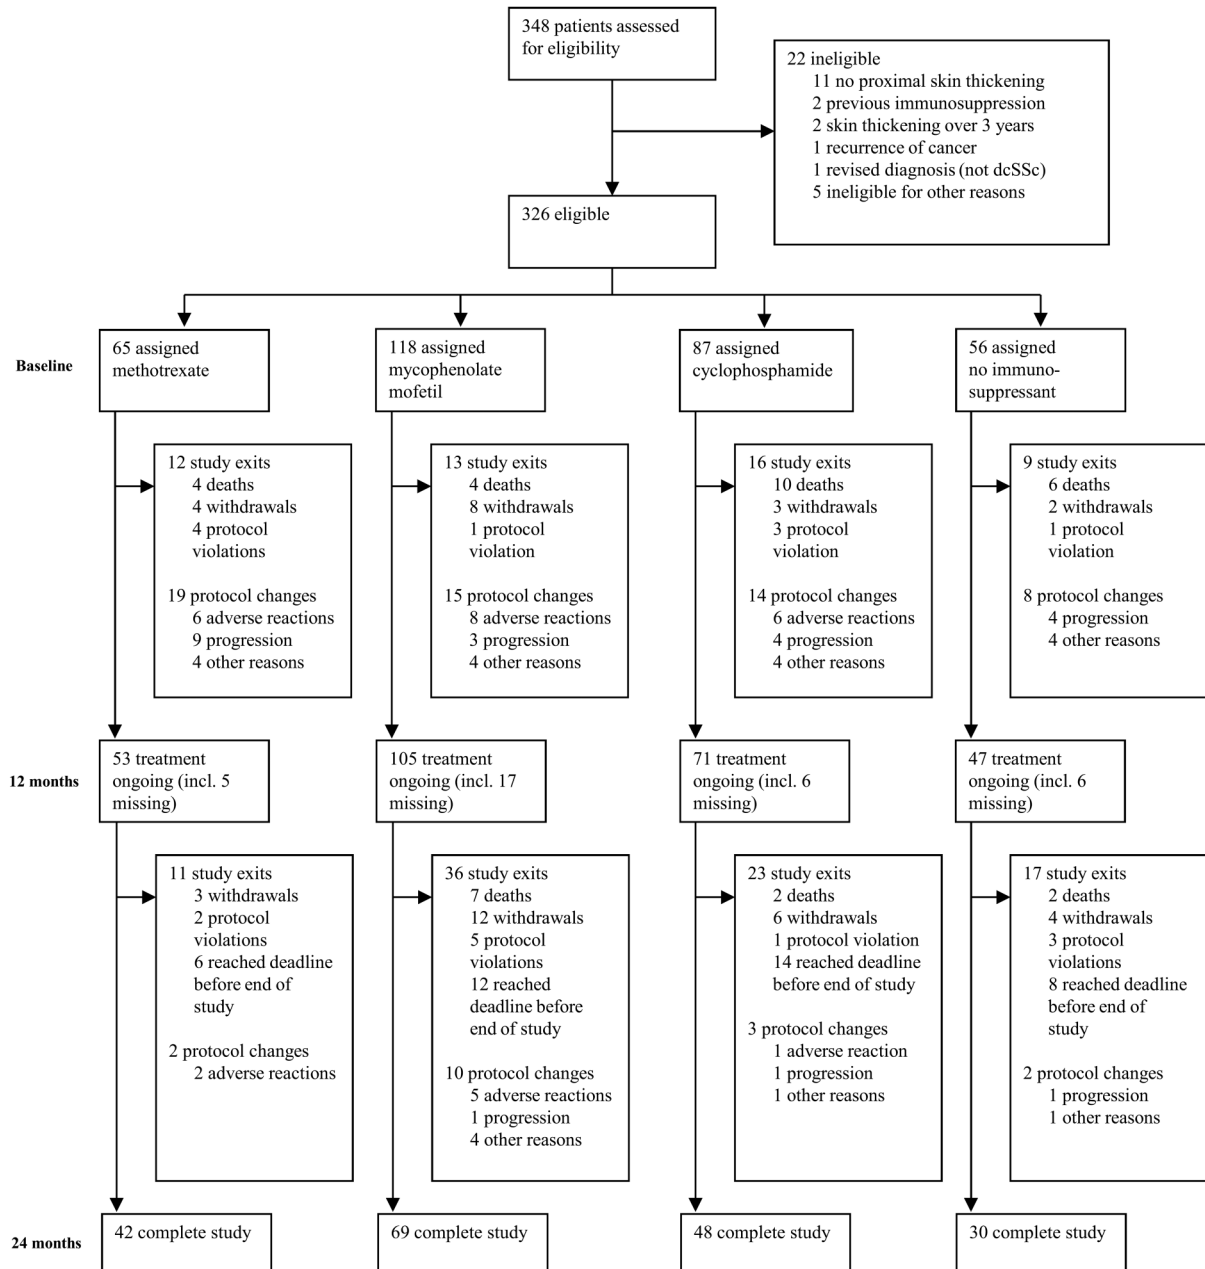 348 patients assessed
for eligibility
22 ineligible
11 no proximal skin thickening
2 previous immunosuppression
2 skin thickening over 3 years
1 recurrence of cancer
1 revised diagnosis (not dcSSc)
5 ineligible for other reasons
326 eligible
Baseline
65 assigned
methotrexate
118 assigned
mycophenolate
mofetil
87 assigned
cyclophosphamide
56 assigned
no immuno-
suppressant
12 study exits
4 deaths
4 withdrawals
4 protocol
violations
19 protocol changes
6 adverse reactions
9 progression
4 other reasons
13 study exits
4 deaths
8 withdrawals
1 protocol
violation
15 protocol changes
8 adverse reactions
3 progression
4 other reasons
16 study exits
10 deaths
3 withdrawals
3 protocol
violation
14 protocol changes
6 adverse reactions
4 progression
4 other reasons
9 study exits
6 deaths
2 withdrawals
1 protocol
violation
8 protocol changes
4 progression
4 other reasons
12 months
53 treatment
ongoing (incl. 5
missing)
105 treatment
ongoing (incl. 17
missing)
71 treatment
ongoing (incl. 6
missing)
47 treatment
ongoing (incl. 6
missing)
11 study exits
3 withdrawals
2 protocol
violations
6 reached deadline
before end of
study
2 protocol changes
2 adverse reactions
36 study exits
7 deaths
12 withdrawals
5 protocol
violations
12 reached
deadline before
end of study
10 protocol changes
5 adverse reactions
1 progression
4 other reasons
23 study exits
2 deaths
6 withdrawals
1 protocol violation
14 reached deadline
before end of study
3 protocol changes
1 adverse reaction
1 progression
1 other reasons
17 study exits
2 deaths
4 withdrawals
3 protocol
violations
8 reached deadline
before end of
study
2 protocol changes
1 progression
1 other reasons
24 months
42 complete study
69 complete study
48 complete study
30 complete study